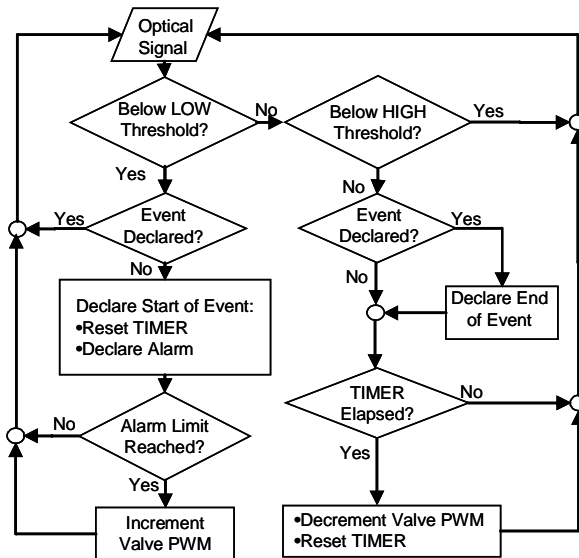 Optical
Signal
Below LOW
Threshold?
No
Below HIGH
Threshold?
Yes
Yes
No
Event
Declared?
Yes
No
Event
Declared?
Yes
No
Declare Start of Event:
•Reset TIMER
•Declare Alarm
Declare End
of Event
TIMER
Elapsed?
No
Yes
Alarm Limit
Reached?
No
Yes
Increment
Valve PWM
•Decrement Valve PWM
•Reset TIMER